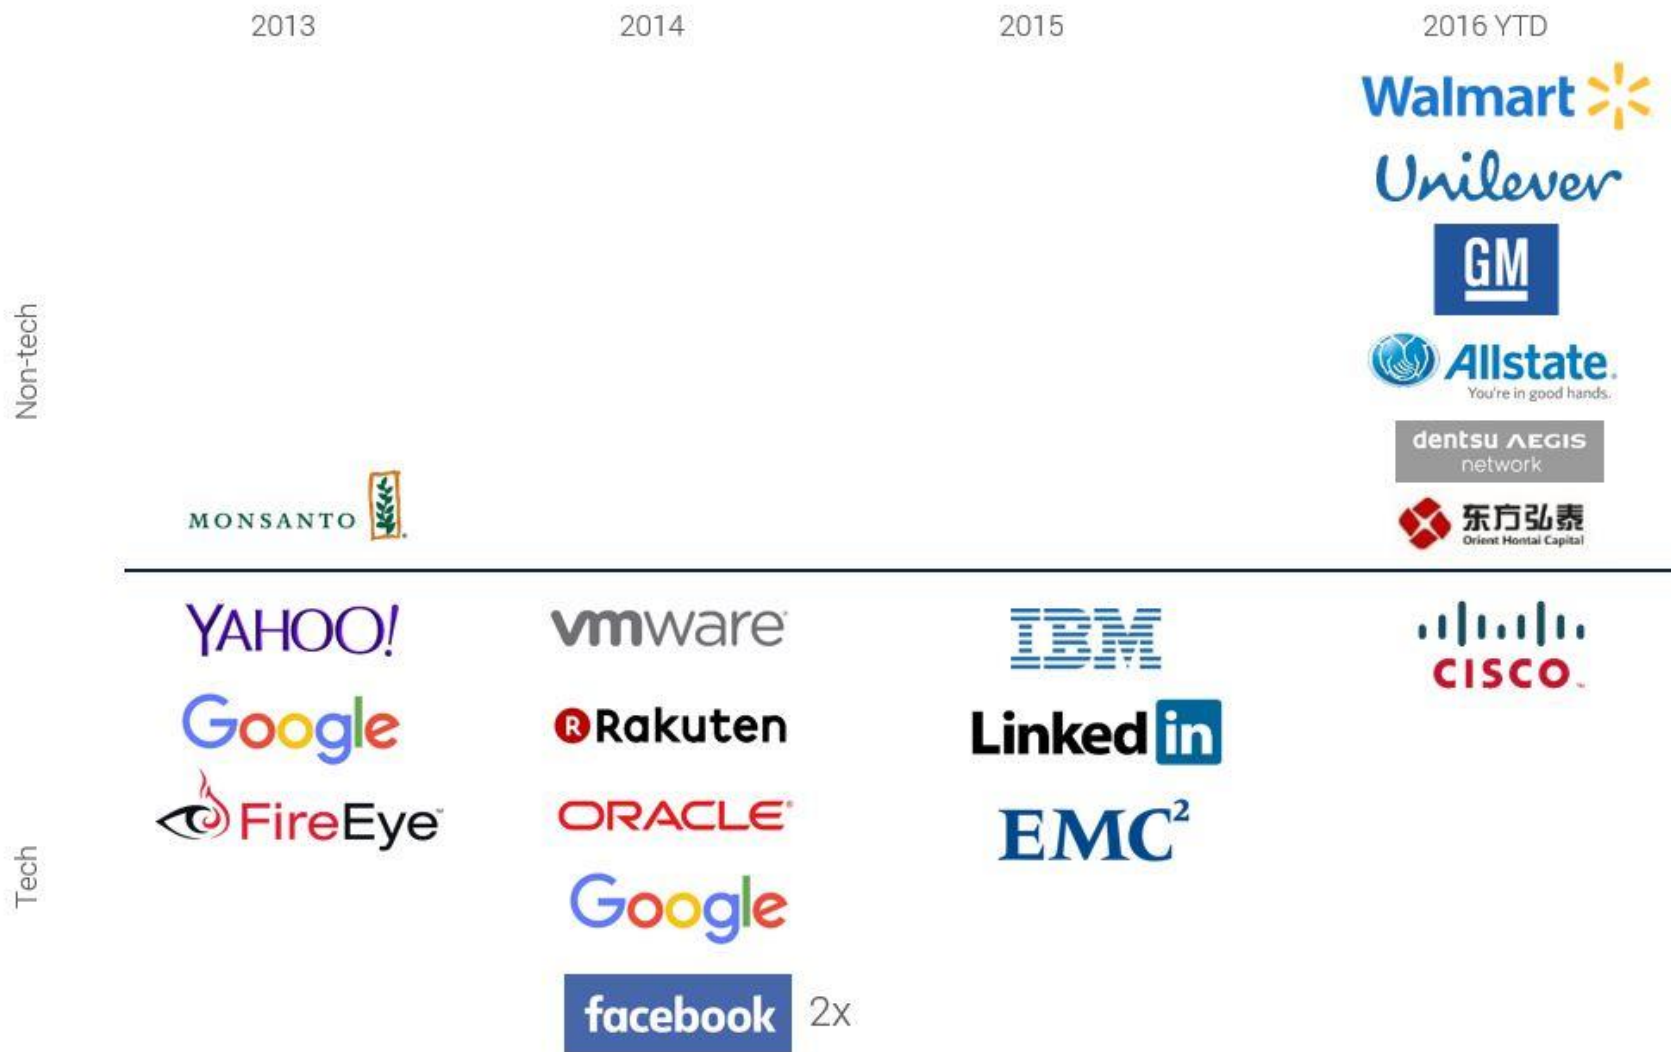 2013 2014 2015 2016 YTD
Non-tech
Walmart
Unilever
GM
Allstate®
You're in good hands.
dentsu AEGIS
network
MONSANTO
东方弘泰
Orient Hontai Capital
Tech
YAHOO! vmware IBM CISCO
Google Rakuten LinkedIn
R
FireEye ORACLE EMC²
Google
facebook 2x